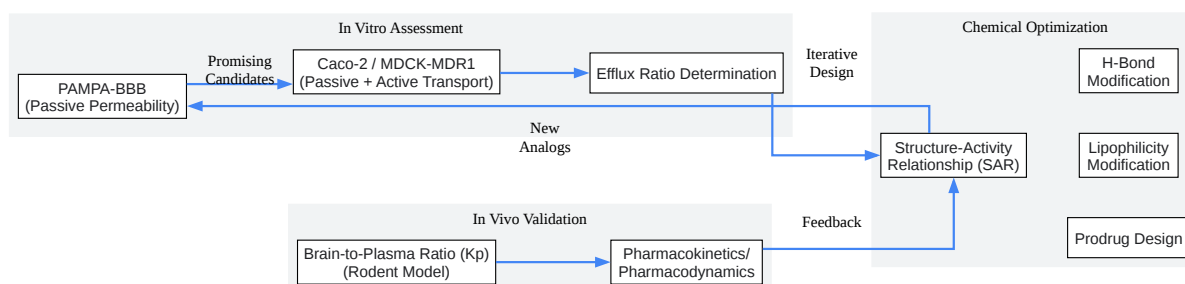 In Vitro Assessment
Promising
Candidates
PAMPA-BBB
(Passive Permeability)
Caco-2 / MDCK-MDR1
(Passive + Active Transport)
Efflux Ratio Determination
Iterative
Design
New
Analogs
Chemical Optimization
H-Bond
Modification
Structure-Activity
Relationship (SAR)
Lipophilicity
Modification
Prodrug Design
In Vivo Validation
Brain-to-Plasma Ratio (Kp)
(Rodent Model)
Pharmacokinetics/
Pharmacodynamics
Feedback